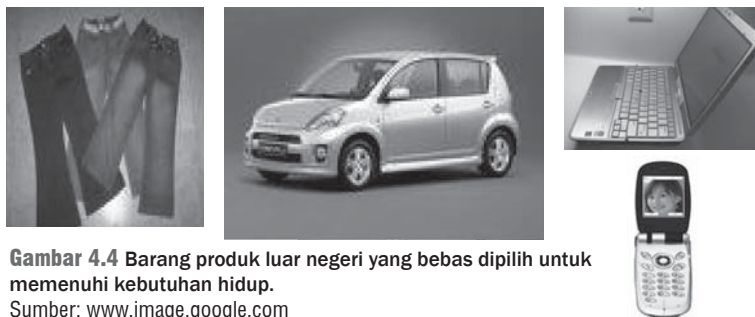 Gambar 4.4 Barang produk luar negeri yang bebas dipilih untuk
memenuhi kebutuhan hidup.
Sumber: www.image.google.com